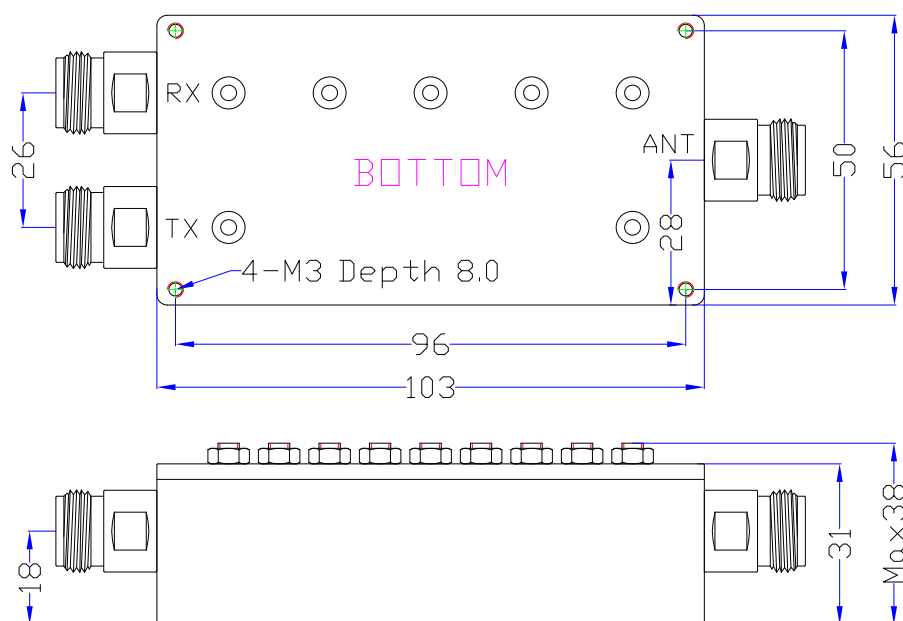 RX
ANT
BOTTOM
26
50
56
TX
28
4-M3 Depth 8.0
96
103
18
31
Max38